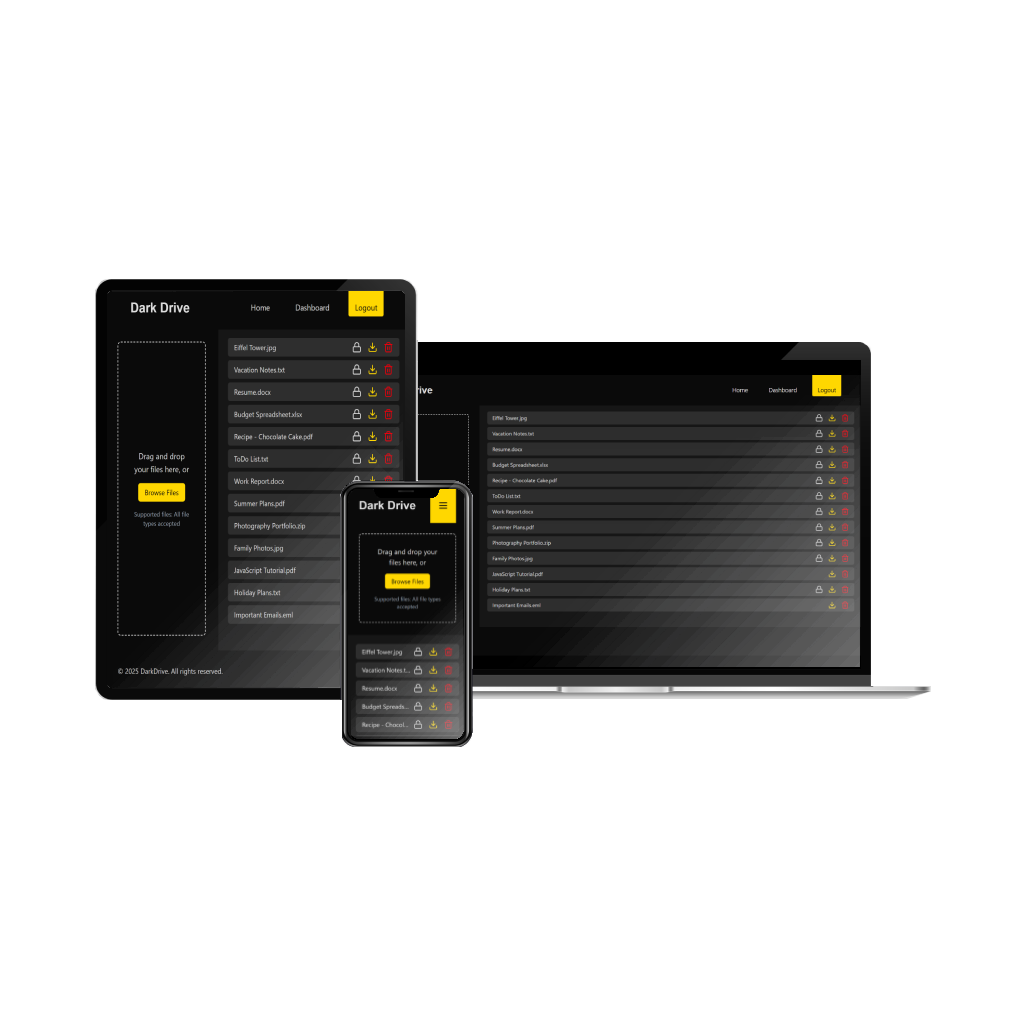 Dark Drive
Home
Dashboard
Logout
Drag and drop
your files here, or
Browse Files
Supported files: All file
types accepted
Eiffel Tower.jpg
Vacation Notes.txt
Resume.docx
Budget Spreadsheet.xlsx
Recipe - Chocolate Cake.pdf
ToDo List.txt
Work Report.docx
Summer Plans.pdf
Photography Portfolio.zip
Family Photos.jpg
JavaScript Tutorial.pdf
Holiday Plans.txt
Important Emails.eml
© 2025 DarkDrive. All rights reserved.
Dark Drive
Drag and drop your
files here, or
Browse Files
Supported files: All file types
accepted
Eiffel Tower.jpg
Vacation Notes.t...
Resume.docx
Budget Spreads...
Recipe - Chocol...
rive
Home
Dashboard
Logout
Eiffel Tower.jpg
Vacation Notes.txt
Resume.docx
Budget Spreadsheet.xlsx
Recipe - Chocolate Cake.pdf
ToDo List.txt
Work Report.docx
Summer Plans.pdf
Photography Portfolio.zip
Family Photos.jpg
JavaScript Tutorial.pdf
Holiday Plans.txt
Important Emails.eml